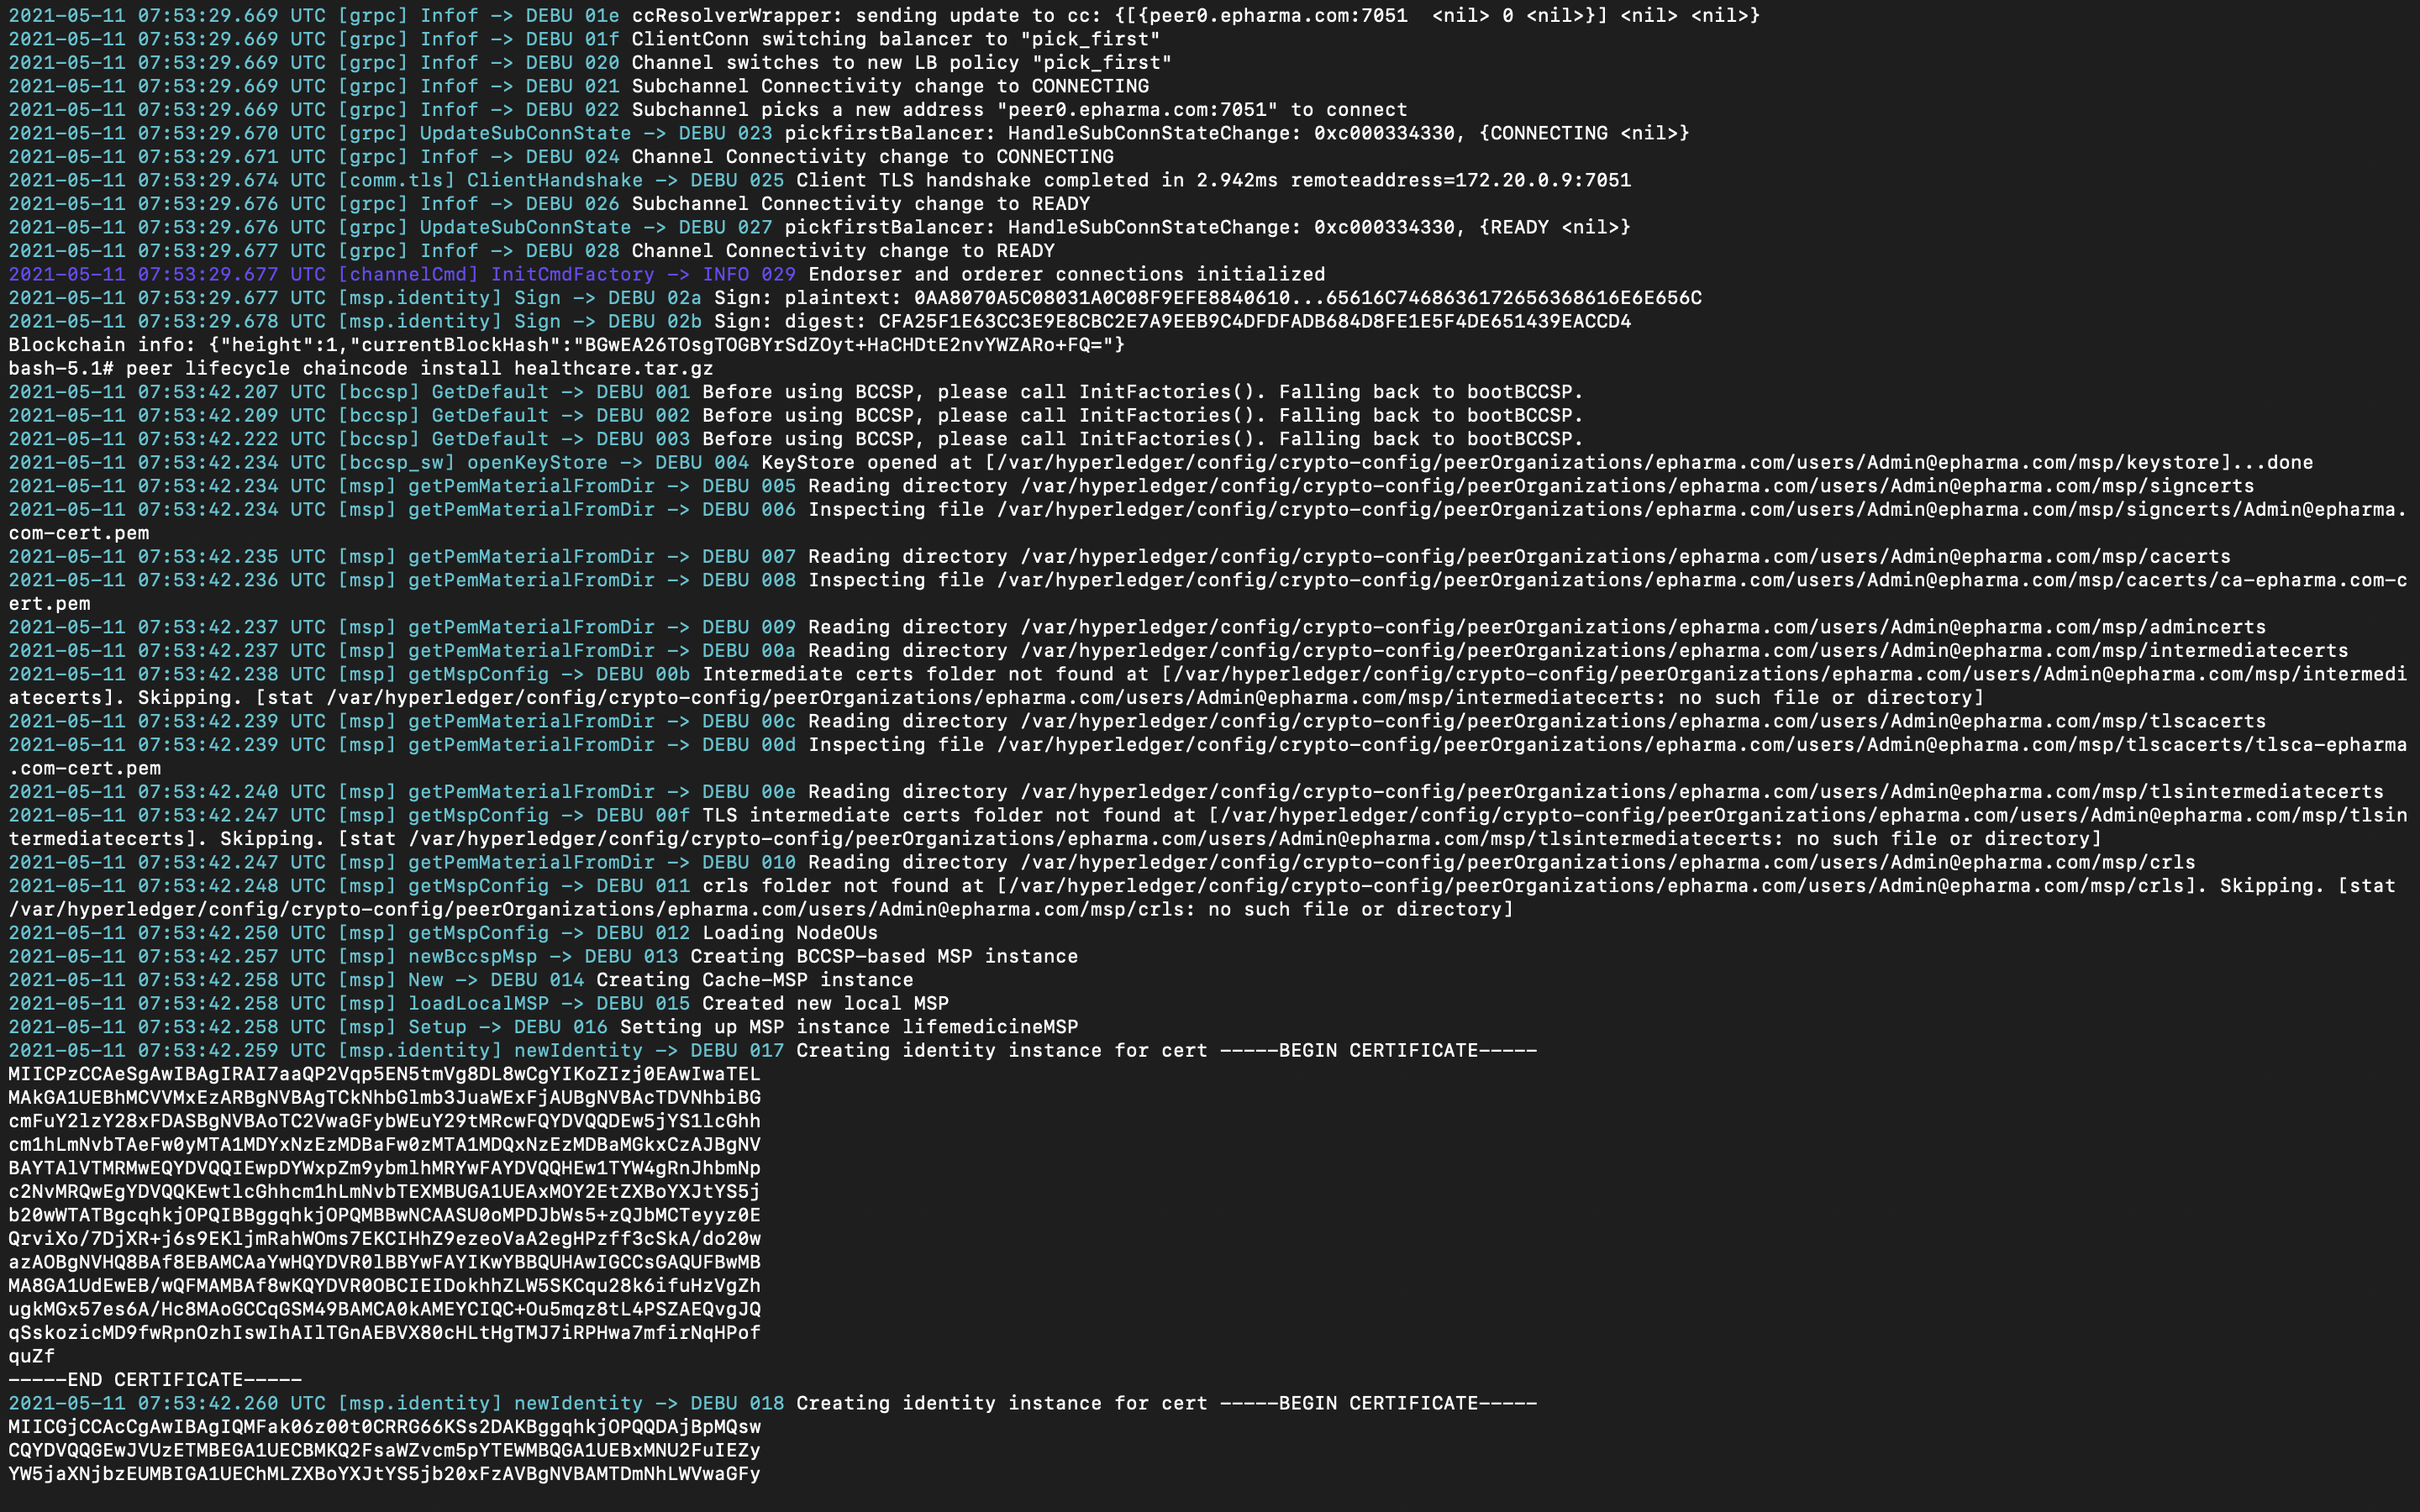 2021-05-11 07:53:29.669 UTC [grpc] Infof -> DEBU 01e ccResolverWrapper: sending update to cc: {[{peer0.epharma.com:7051  <nil> 0 <nil>}] <nil> <nil>}
2021-05-11 07:53:29.669 UTC [grpc] Infof -> DEBU 01f ClientConn switching balancer to "pick_first"
2021-05-11 07:53:29.669 UTC [grpc] Infof -> DEBU 020 Channel switches to new LB policy "pick_first"
2021-05-11 07:53:29.669 UTC [grpc] Infof -> DEBU 021 Subchannel Connectivity change to CONNECTING
2021-05-11 07:53:29.669 UTC [grpc] Infof -> DEBU 022 Subchannel picks a new address "peer0.epharma.com:7051" to connect
2021-05-11 07:53:29.670 UTC [grpc] UpdateSubConnState -> DEBU 023 pickfirstBalancer: HandleSubConnStateChange: 0xc000334330, {CONNECTING <nil>}
2021-05-11 07:53:29.671 UTC [grpc] Infof -> DEBU 024 Channel Connectivity change to CONNECTING
2021-05-11 07:53:29.674 UTC [comm.tls] ClientHandshake -> DEBU 025 Client TLS handshake completed in 2.942ms remoteaddress=172.20.0.9:7051
2021-05-11 07:53:29.676 UTC [grpc] Infof -> DEBU 026 Subchannel Connectivity change to READY
2021-05-11 07:53:29.676 UTC [grpc] UpdateSubConnState -> DEBU 027 pickfirstBalancer: HandleSubConnStateChange: 0xc000334330, {READY <nil>}
2021-05-11 07:53:29.677 UTC [grpc] Infof -> DEBU 028 Channel Connectivity change to READY
2021-05-11 07:53:29.677 UTC [channelCmd] InitCmdFactory -> INFO 029 Endorser and orderer connections initialized
2021-05-11 07:53:29.677 UTC [msp.identity] Sign -> DEBU 02a Sign: plaintext: 0AA8070A5C08031A0C08F9EFE8840610...65616C7468636172656368616E6E656C
2021-05-11 07:53:29.678 UTC [msp.identity] Sign -> DEBU 02b Sign: digest: CFA25F1E63CC3E9E8CBC2E7A9EEB9C4DFDFADB684D8FE1E5F4DE651439EACCD4
Blockchain info: {"height":1,"currentBlockHash":"BGwEA26TOsgTOGBYrSdZOyt+HaCHDtE2nvYWZARo+FQ="}
bash-5.1# peer lifecycle chaincode install healthcare.tar.gz
2021-05-11 07:53:42.207 UTC [bccsp] GetDefault -> DEBU 001 Before using BCCSP, please call InitFactories(). Falling back to bootBCCSP.
2021-05-11 07:53:42.209 UTC [bccsp] GetDefault -> DEBU 002 Before using BCCSP, please call InitFactories(). Falling back to bootBCCSP.
2021-05-11 07:53:42.222 UTC [bccsp] GetDefault -> DEBU 003 Before using BCCSP, please call InitFactories(). Falling back to bootBCCSP.
2021-05-11 07:53:42.234 UTC [bccsp_sw] openKeyStore -> DEBU 004 KeyStore opened at [/var/hyperledger/config/crypto-config/peerOrganizations/epharma.com/users/Admin@epharma.com/msp/keystore]...done
2021-05-11 07:53:42.234 UTC [msp] getPemMaterialFromDir -> DEBU 005 Reading directory /var/hyperledger/config/crypto-config/peerOrganizations/epharma.com/users/Admin@epharma.com/msp/signcerts
2021-05-11 07:53:42.234 UTC [msp] getPemMaterialFromDir -> DEBU 006 Inspecting file /var/hyperledger/config/crypto-config/peerOrganizations/epharma.com/users/Admin@epharma.com/msp/signcerts/Admin@epharma.
com-cert.pem
2021-05-11 07:53:42.235 UTC [msp] getPemMaterialFromDir -> DEBU 007 Reading directory /var/hyperledger/config/crypto-config/peerOrganizations/epharma.com/users/Admin@epharma.com/msp/cacerts
2021-05-11 07:53:42.236 UTC [msp] getPemMaterialFromDir -> DEBU 008 Inspecting file /var/hyperledger/config/crypto-config/peerOrganizations/epharma.com/users/Admin@epharma.com/msp/cacerts/ca-epharma.com-c
ert.pem
2021-05-11 07:53:42.237 UTC [msp] getPemMaterialFromDir -> DEBU 009 Reading directory /var/hyperledger/config/crypto-config/peerOrganizations/epharma.com/users/Admin@epharma.com/msp/admincerts
2021-05-11 07:53:42.237 UTC [msp] getPemMaterialFromDir -> DEBU 00a Reading directory /var/hyperledger/config/crypto-config/peerOrganizations/epharma.com/users/Admin@epharma.com/msp/intermediatecerts
2021-05-11 07:53:42.238 UTC [msp] getMspConfig -> DEBU 00b Intermediate certs folder not found at [/var/hyperledger/config/crypto-config/peerOrganizations/epharma.com/users/Admin@epharma.com/msp/intermedi
atecerts]. Skipping. [stat /var/hyperledger/config/crypto-config/peerOrganizations/epharma.com/users/Admin@epharma.com/msp/intermediatecerts: no such file or directory]
2021-05-11 07:53:42.239 UTC [msp] getPemMaterialFromDir -> DEBU 00c Reading directory /var/hyperledger/config/crypto-config/peerOrganizations/epharma.com/users/Admin@epharma.com/msp/tlscacerts
2021-05-11 07:53:42.239 UTC [msp] getPemMaterialFromDir -> DEBU 00d Inspecting file /var/hyperledger/config/crypto-config/peerOrganizations/epharma.com/users/Admin@epharma.com/msp/tlscacerts/tlsca-epharma
.com-cert.pem
2021-05-11 07:53:42.240 UTC [msp] getPemMaterialFromDir -> DEBU 00e Reading directory /var/hyperledger/config/crypto-config/peerOrganizations/epharma.com/users/Admin@epharma.com/msp/tlsintermediatecerts
2021-05-11 07:53:42.247 UTC [msp] getMspConfig -> DEBU 00f TLS intermediate certs folder not found at [/var/hyperledger/config/crypto-config/peerOrganizations/epharma.com/users/Admin@epharma.com/msp/tlsin
termediatecerts]. Skipping. [stat /var/hyperledger/config/crypto-config/peerOrganizations/epharma.com/users/Admin@epharma.com/msp/tlsintermediatecerts: no such file or directory]
2021-05-11 07:53:42.247 UTC [msp] getPemMaterialFromDir -> DEBU 010 Reading directory /var/hyperledger/config/crypto-config/peerOrganizations/epharma.com/users/Admin@epharma.com/msp/crls
2021-05-11 07:53:42.248 UTC [msp] getMspConfig -> DEBU 011 crls folder not found at [/var/hyperledger/config/crypto-config/peerOrganizations/epharma.com/users/Admin@epharma.com/msp/crls]. Skipping. [stat
/var/hyperledger/config/crypto-config/peerOrganizations/epharma.com/users/Admin@epharma.com/msp/crls: no such file or directory]
2021-05-11 07:53:42.250 UTC [msp] getMspConfig -> DEBU 012 Loading NodeOUs
2021-05-11 07:53:42.257 UTC [msp] newBccspMsp -> DEBU 013 Creating BCCSP-based MSP instance
2021-05-11 07:53:42.258 UTC [msp] New -> DEBU 014 Creating Cache-MSP instance
2021-05-11 07:53:42.258 UTC [msp] loadLocalMSP -> DEBU 015 Created new local MSP
2021-05-11 07:53:42.258 UTC [msp] Setup -> DEBU 016 Setting up MSP instance lifemedicineMSP
2021-05-11 07:53:42.259 UTC [msp.identity] newIdentity -> DEBU 017 Creating identity instance for cert -----BEGIN CERTIFICATE-----
MIICPzCCAeSgAwIBAgIRAI7aaQP2Vqp5EN5tmVg8DL8wCgYIKoZIzj0EAwIwaTEL
MAkGA1UEBhMCVVMxEzARBgNVBAgTCkNhbGlmb3JuaWExFjAUBgNVBAcTDVNhbiBG
cmFuY2lzY28xFDASBgNVBAoTC2VwaGFybWEuY29tMRcwFQYDVQQDEw5jYS1lcGhh
cm1hLmNvbTAeFw0yMTA1MDYxNzEzMDBaFw0zMTA1MDQxNzEzMDBaMGkxCzAJBgNV
BAYTAlVTMRMwEQYDVQQIEwpDYWxpZm9ybmlhMRYwFAYDVQQHEw1TYW4gRnJhbmNp
c2NvMRQwEgYDVQQKEwtlcGhhcm1hLmNvbTEXMBUGA1UEAxMOY2EtZXBoYXJtYS5j
b20wWTATBgcqhkjOPQIBBggqhkjOPQMBBwNCAASU0oMPDJbWs5+zQJbMCTeyyz0E
QrviXo/7DjXR+j6s9EKljmRahWOms7EKCIHhZ9ezeoVaA2egHPzff3cSkA/do20w
azAOBgNVHQ8BAf8EBAMCAaYwHQYDVR0lBBYwFAYIKwYBBQUHAwIGCCsGAQUFBwMB
MA8GA1UdEwEB/wQFMAMBAf8wKQYDVR0OBCIEIDokhhZLW5SKCqu28k6ifuHzVgZh
ugkMGx57es6A/Hc8MAoGCCqGSM49BAMCA0kAMEYCIQC+Ou5mqz8tL4PSZAEQvgJQ
qSskozicMD9fwRpnOzhIswIhAIlTGnAEBVX80cHLtHgTMJ7iRPHwa7mfirNqHPof
quZf
-----END CERTIFICATE-----
2021-05-11 07:53:42.260 UTC [msp.identity] newIdentity -> DEBU 018 Creating identity instance for cert -----BEGIN CERTIFICATE-----
MIICGjCCAcCgAwIBAgIQMFak06z00t0CRRG66KSs2DAKBggqhkjOPQQDAjBpMQsw
CQYDVQQGEwJVUzETMBEGA1UECBMKQ2FsaWZvcm5pYTEWMBQGA1UEBxMNU2FuIEZy
YW5jaXNjbzEUMBIGA1UEChMLZXBoYXJtYS5jb20xFzAVBgNVBAMTDmNhLWVwaGFy